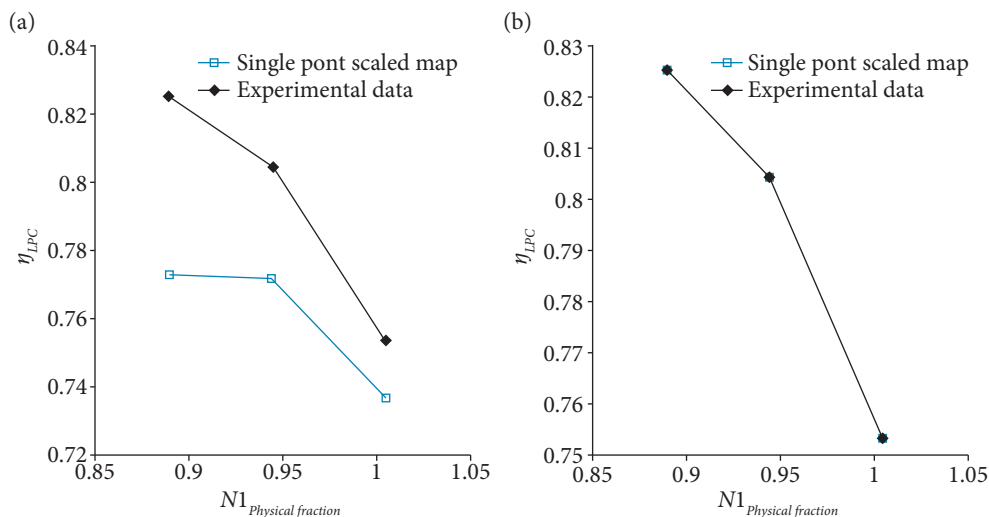 (a)
0.84
0.82
0.8
0.78
0.76
0.74
0.72
0.85
0.9
0.95
1
1.05
η_LPC
N1_Physical fraction
Single pont scaled map
Experimental data
(b)
0.83
0.82
0.81
0.8
0.79
0.78
0.77
0.76
0.75
0.85
0.9
0.95
1
1.05
η_LPC
N1_Physical fraction
Single pont scaled map
Experimental data